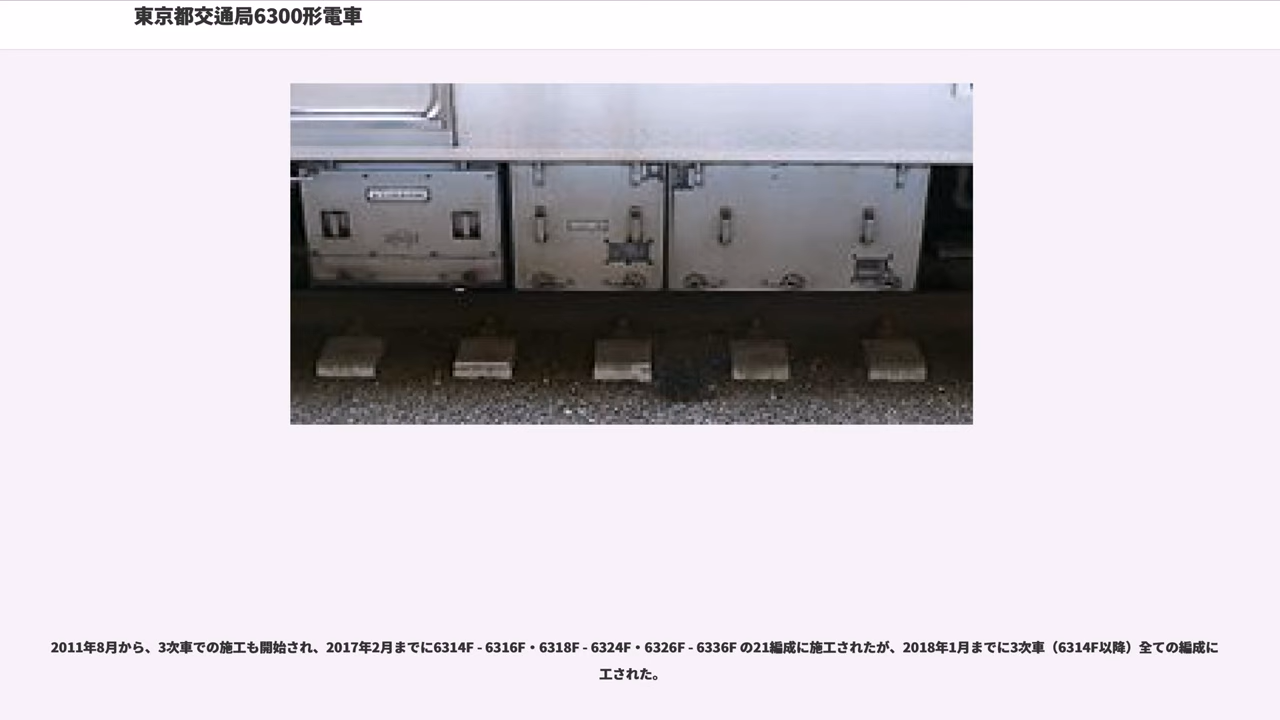 東京都交通局6300形電車
2011年8月から、3次車での施工も開始され、2017年2月までに6314F - 6316F・6318F - 6324F・6326F - 6336F の21編成に施工されたが、2018年1月までに3次車（6314F以降）全ての編成に
工された。